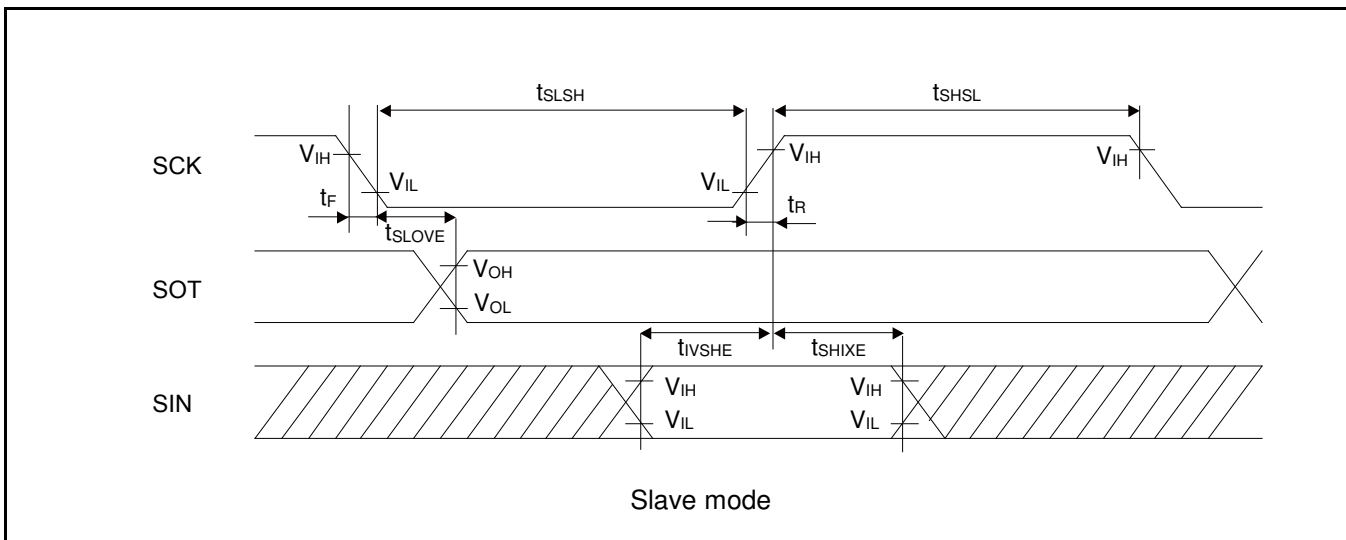 tSLSH
tSHSL
SCK
VIH
VIL
VIL
VIH
VIH
tF
tR
tSLOVE
SOT
VOH
VOL
tIVSHE
tSHIXE
SIN
VIH
VIH
VIL
VIL
Slave mode